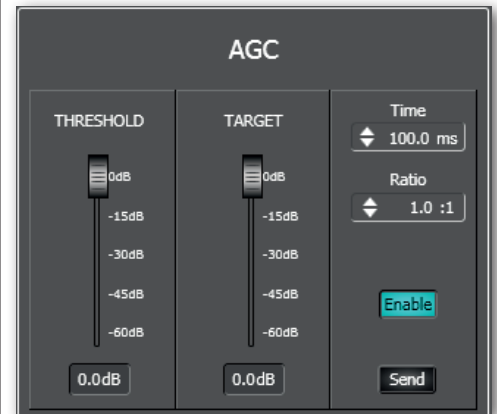 AGC
THRESHOLD
0dB
-15dB
-30dB
-45dB
-60dB
0.0dB
TARGET
0dB
-15dB
-30dB
-45dB
-60dB
0.0dB
Time
100.0 ms
Ratio
1.0 :1
Enable
Send